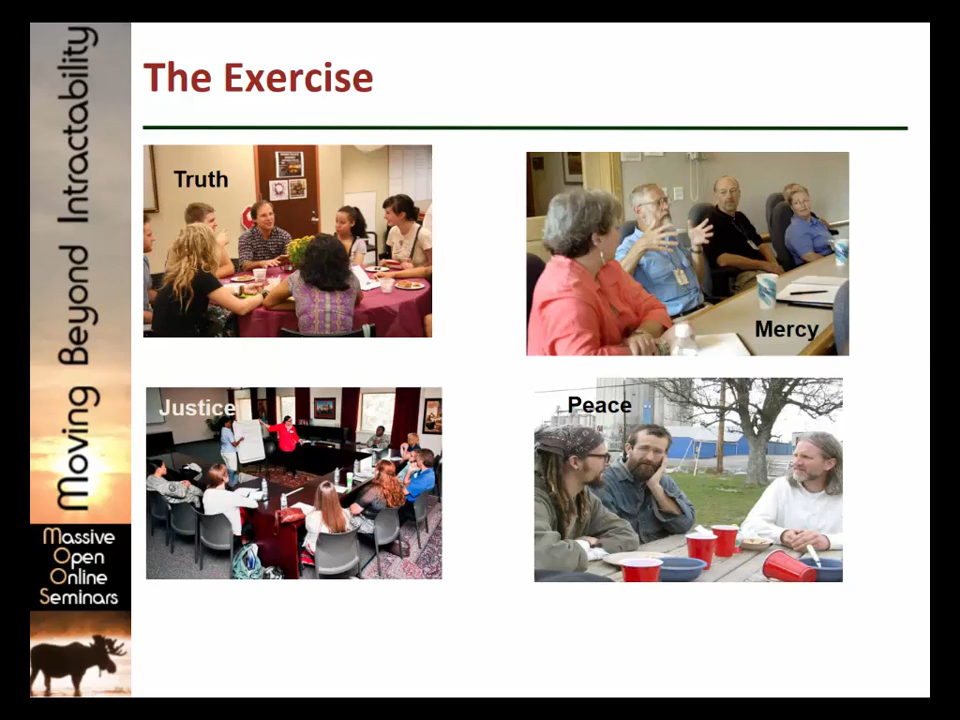 The Exercise
Truth
Mercy
Justice
Peace
Moving Beyond Intractability
Massive
Open
Online
Seminars